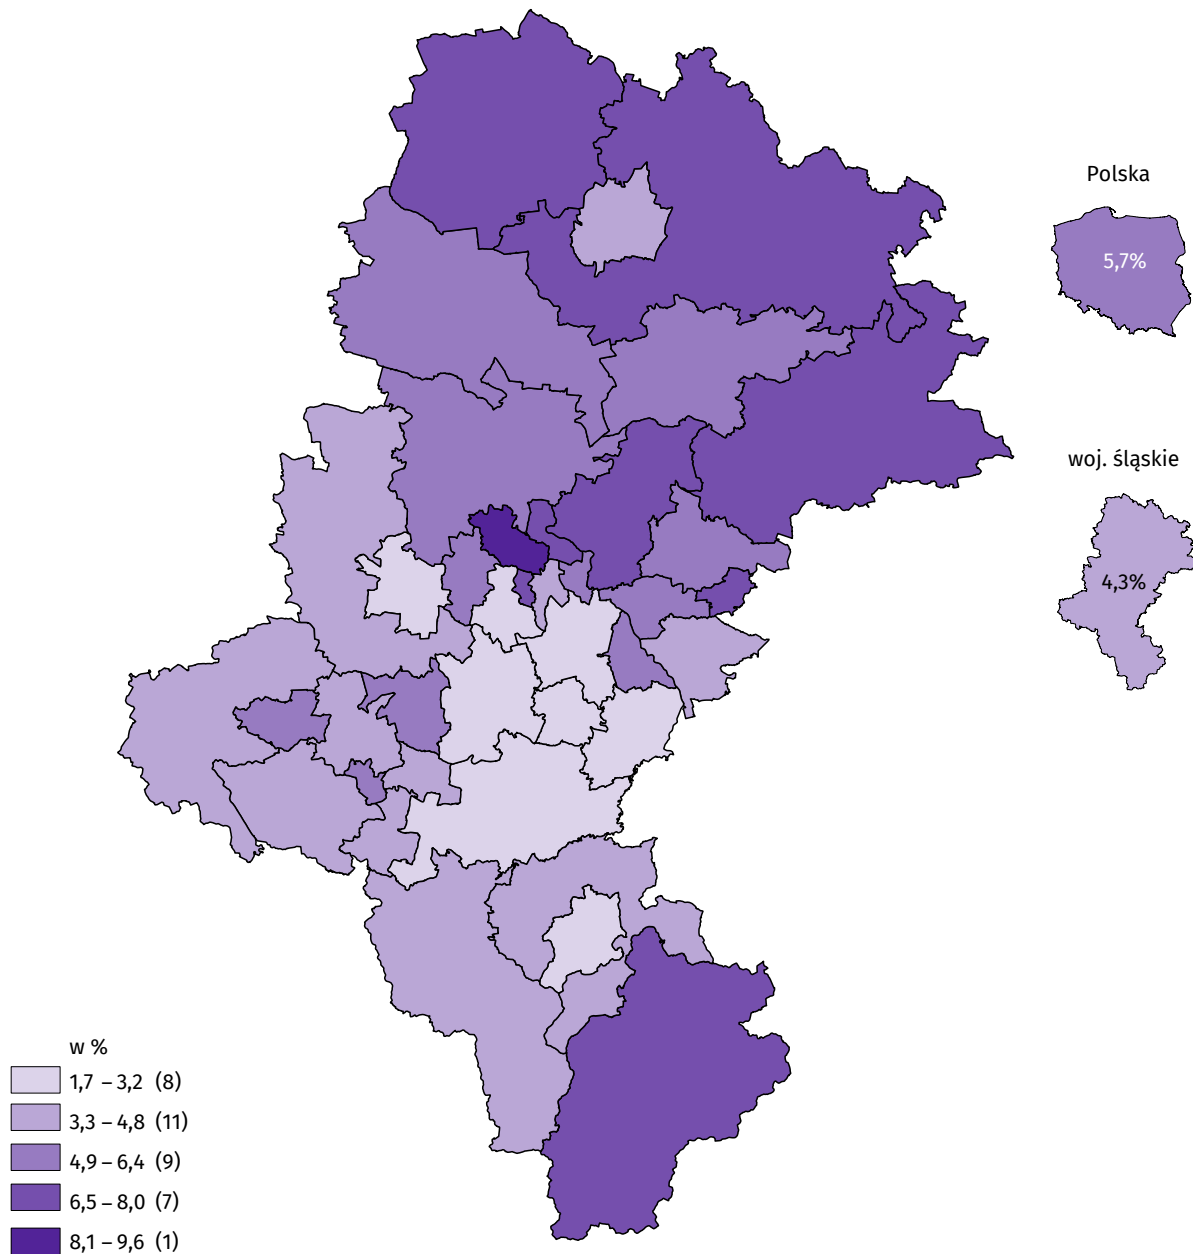 Polska
5,7%
woj. śląskie
4,3%
w %
1,7 – 3,2 (8)
3,3 – 4,8 (11)
4,9 – 6,4 (9)
6,5 – 8,0 (7)
8,1 – 9,6 (1)